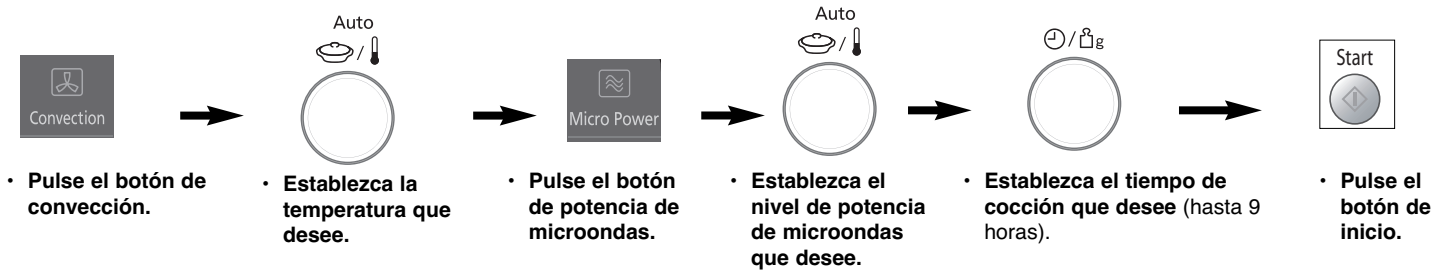 Auto
Auto
Convection
Micro Power
g
Start
• Pulse el botón de
convección.
• Establezca la
temperatura que
desee.
• Pulse el botón
de potencia de
microondas.
• Establezca el
nivel de potencia
de microondas
que desee.
• Establezca el tiempo de
cocción que desee (hasta 9
horas).
• Pulse el
botón de
inicio.